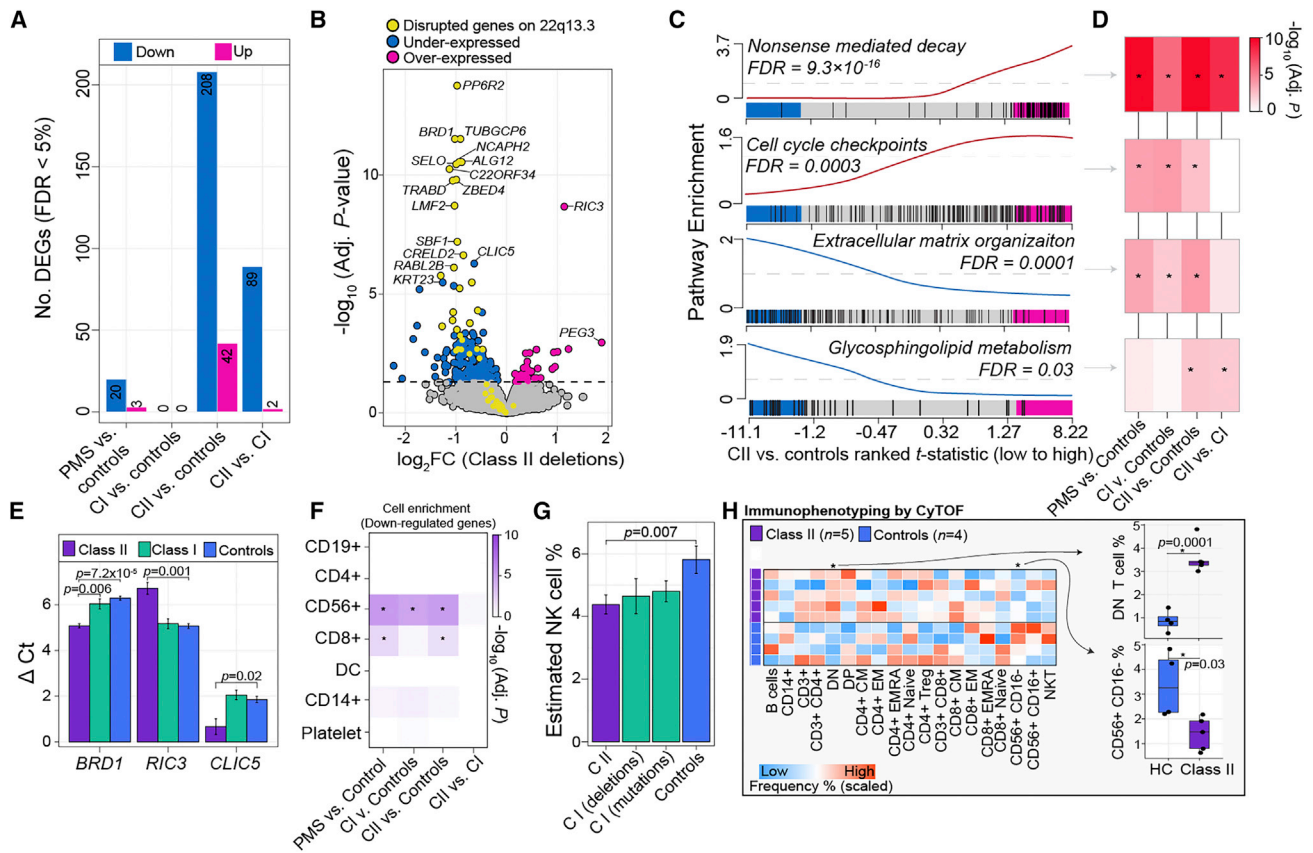 A
Down
Up
No. DEGs (FDR < 5%)
200
150
100
50
0
20
3
0
0
208
42
89
2
PMS vs.
controls
CI vs. controls
CII vs. controls
CII vs. CI
B
Disrupted genes on 22q13.3
Under-expressed
Over-expressed
-log10 (Adj. P-value)
10
5
0
PP6R2
BRD1
TUBGCP6
NCAPH2
SELO
ALG12
C22ORF34
TRABD
ZBED4
LMF2
RIC3
SBF1
CRELD2
CLIC5
RABL2B
KRT23
PEG3
-2
-1
0
1
2
log2FC (Class II deletions)
C
Pathway Enrichment
3.7
0
Nonsense mediated decay
FDR = 9.3×10-16
1.6
0
Cell cycle checkpoints
FDR = 0.0003
2
0
Extracellular matrix organizaiton
FDR = 0.0001
1.9
0
Glycosphingolipid metabolism
FDR = 0.03
-11.1
-1.2
-0.47
0.32
1.27
8.22
CII vs. controls ranked t-statistic (low to high)
D
10
5
0
-log10 (Adj. P)
* * * *
* * *
* * *
* *
PMS vs. Controls
CI v. Controls
CII vs. Controls
CII vs. CI
E
Class II
Class I
Controls
Δ Ct
6
4
2
0
p=7.2x10-5
p=0.006
p=0.001
p=0.02
BRD1
RIC3
CLIC5
F
Cell enrichment
(Down-regulated genes)
CD19+
CD4+
CD56+
CD8+
DC
CD14+
Platelet
* * *
* *
10
5
0
-log10 (Adj. P)
PMS vs. Control
CI v. Controls
CII vs. Controls
CII vs. CI
G
Estimated NK cell %
6
4
2
0
p=0.007
C II
C I (deletions)
C I (mutations)
Controls
H
Immunophenotyping by CyTOF
Class II (n=5)
Controls (n=4)
*
*
B cells
CD14+
CD3+
CD3+ CD4+
DN
DP
CD4+ CM
CD4+ EM
CD4+ EMRA
CD4+ Naive
CD4+ Treg
CD3+ CD8+
CD8+ CM
CD8+ EM
CD8+ EMRA
CD8+ Naive
CD56+ CD16-
CD56+ CD16+
NKT
Low
High
Frequency % (scaled)
DN T cell %
5
4
3
2
1
p=0.0001
*
CD56+ CD16- %
5
4
3
2
1
*
p=0.03
HC
Class II